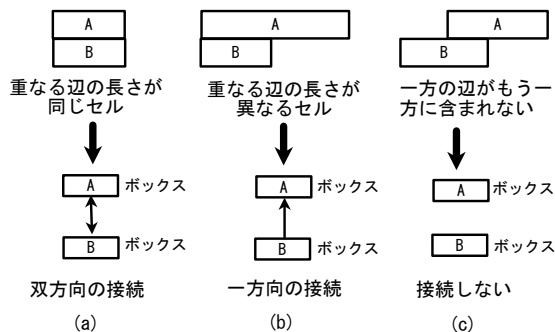 A
B
重なる辺の長さが
同じセル
A ボックス
B ボックス
双方向の接続
(a)
A
B
重なる辺の長さが
異なるセル
A ボックス
B ボックス
一方向の接続
(b)
A
B
一方の辺がもう一
方に含まれない
A ボックス
B ボックス
接続しない
(c)